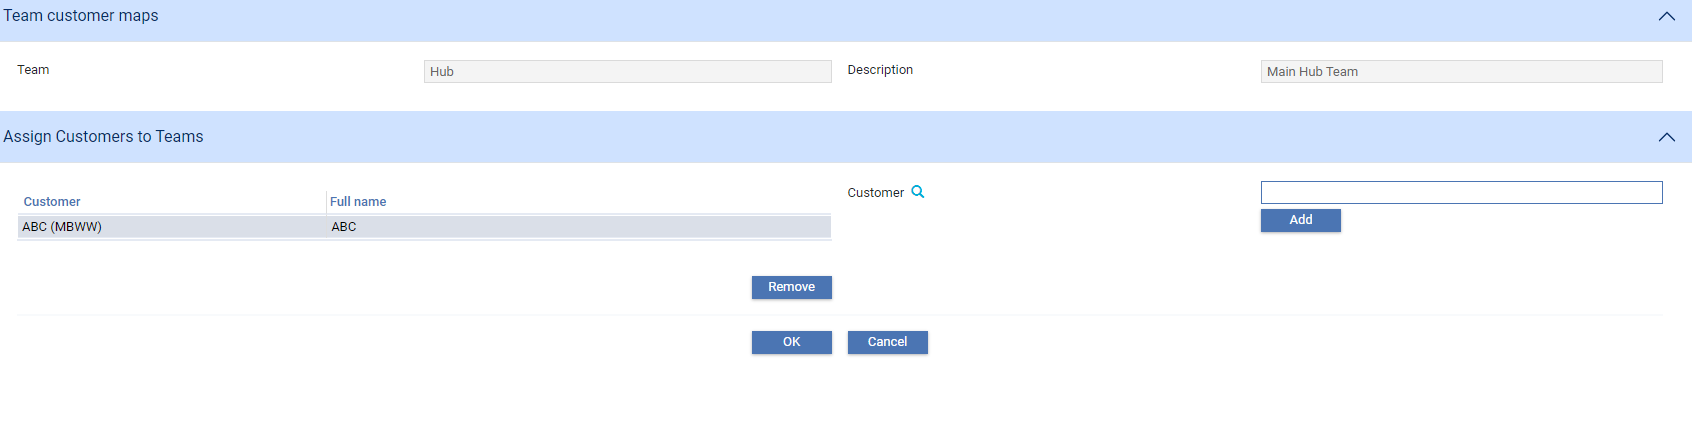 Team customer maps
Team Hub Description Main Hub Team
Assign Customers to Teams
Customer Full name
ABC (MBWW) ABC
Customer
Add
Remove
OK Cancel